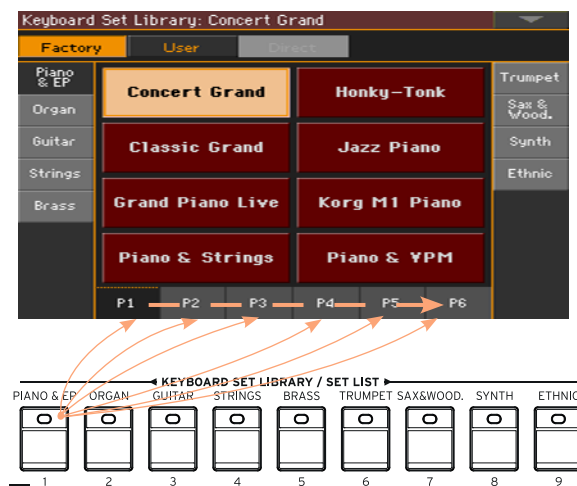 Keyboard Set Library: Concert Grand
Factory User Direct
Piano & EP
Organ
Guitar
Strings
Brass
Concert Grand Honky-Tonk
Classic Grand Jazz Piano
Grand Piano Live Korg M1 Piano
Piano & Strings Piano & ¥PM
Trumpet
Sax & Wood.
Synth
Ethnic
P1 P2 P3 P4 P5 P6
KEYBOARD SET LIBRARY / SET LIST
PIANO & EP ORGAN GUITAR STRINGS BRASS TRUMPET SAX&WOOD. SYNTH ETHNIC
1 2 3 4 5 6 7 8 9